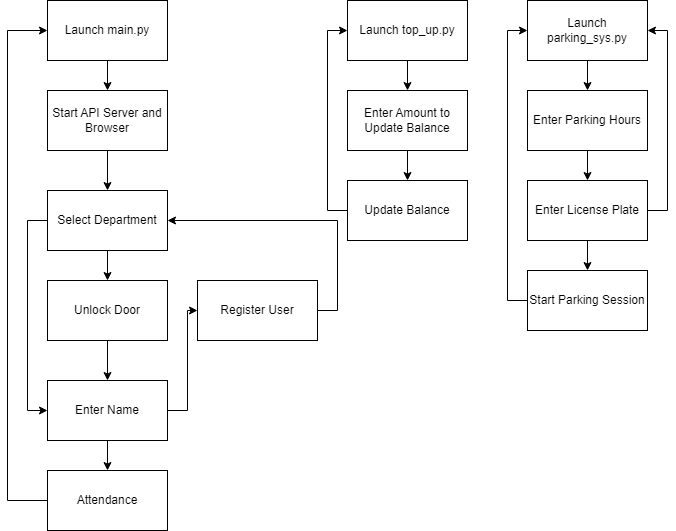 Launch main.py
Start API Server and
Browser
Select Department
Unlock Door
Register User
Enter Name
Attendance
Launch top_up.py
Enter Amount to
Update Balance
Update Balance
Launch
parking_sys.py
Enter Parking Hours
Enter License Plate
Start Parking Session